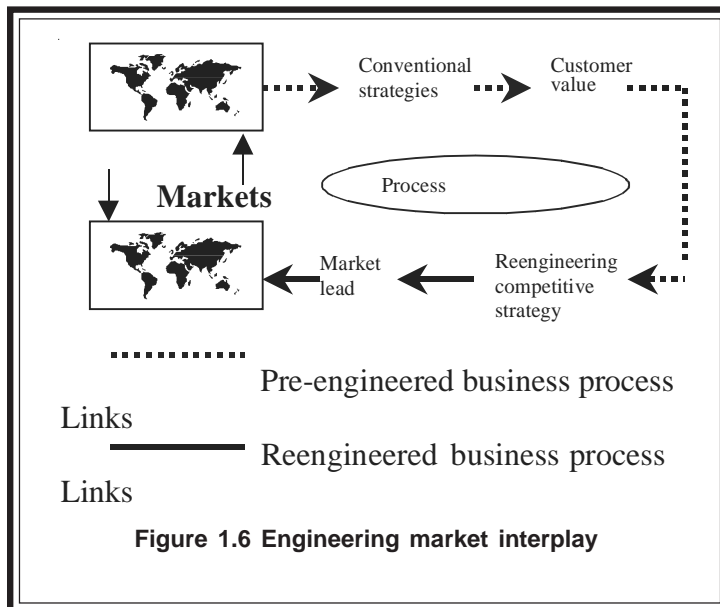 Conventional
strategies
Customer
value
Markets
Process
Market
lead
Reengineering
competitive
strategy
Pre-engineered business process
Links
Reengineered business process
Links
Figure 1.6 Engineering market interplay